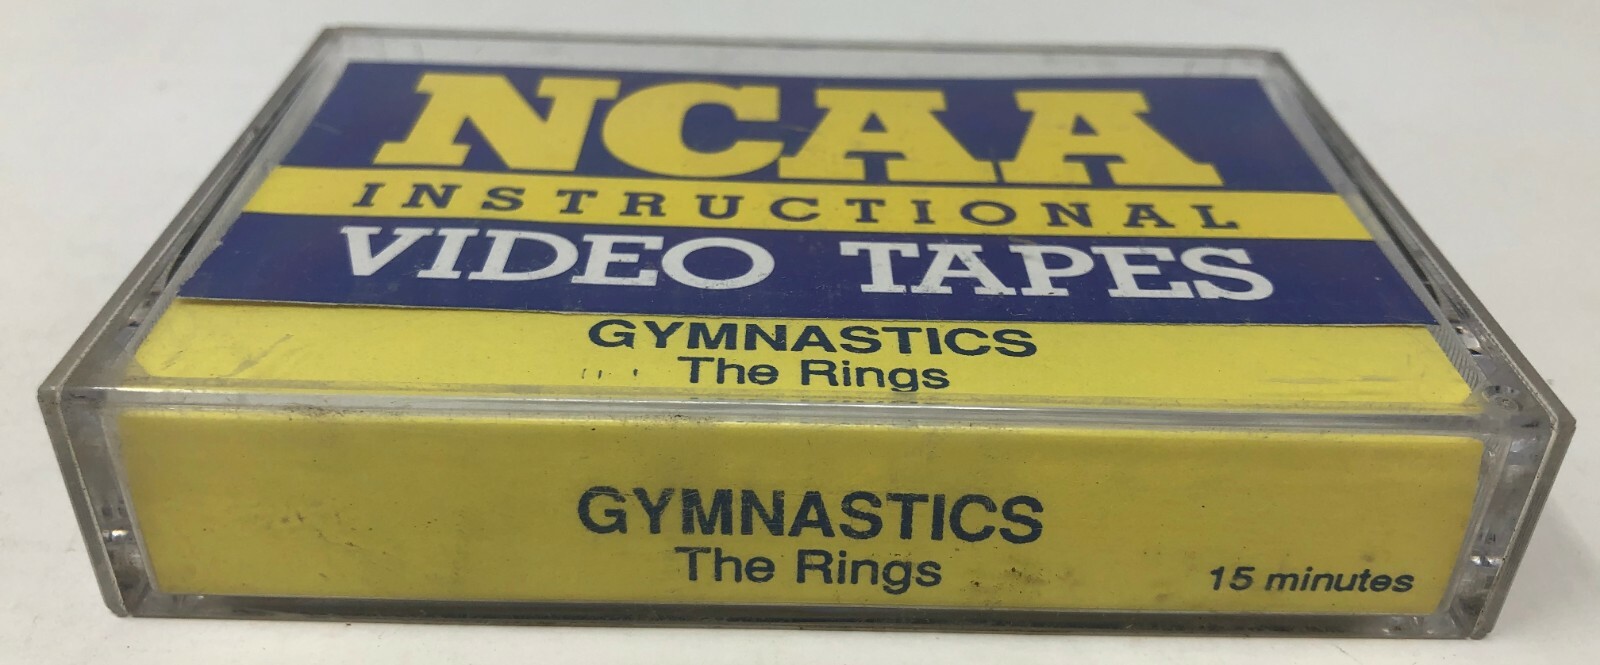 NCAA
INSTRUCTIONAL
VIDEO TAPES
GYMNASTICS
The Rings
GYMNASTICS
The Rings
15 minutes